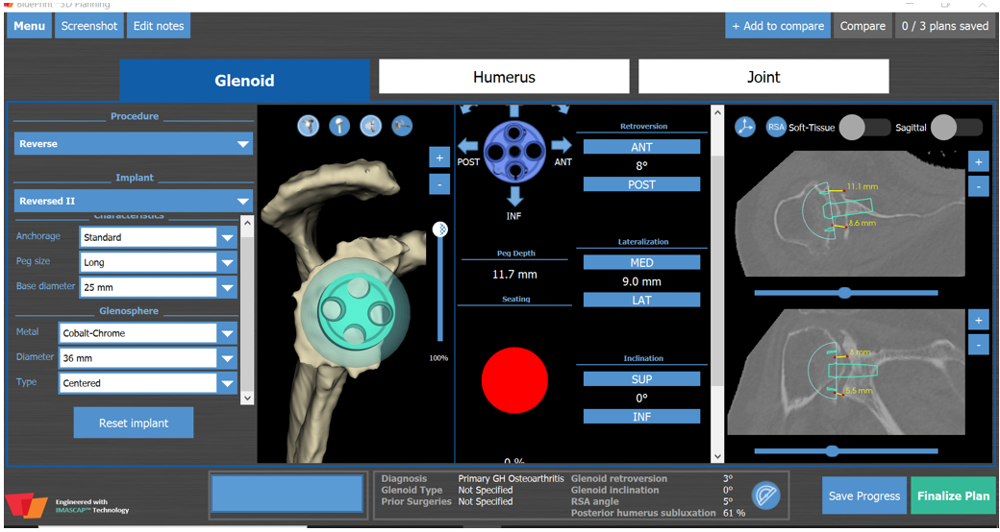 BluePrint™ 3D Planning
Menu Screenshot Edit notes + Add to compare Compare 0 / 3 plans saved
Glenoid Humerus Joint
Procedure
Reverse
Implant
Reversed II
Characteristics
Anchorage Standard
Peg size Long
Base diameter 25 mm
Glenosphere
Metal Cobalt-Chrome
Diameter 36 mm
Type Centered
Reset implant
+
-
100%
POST ANT
INF
Peg Depth
11.7 mm
Seating
0 %
Retroversion
ANT
8°
POST
Lateralization
MED
9.0 mm
LAT
Inclination
SUP
0°
INF
RSA Soft-Tissue Sagittal
11.1 mm
8.6 mm
+
-
mm
5.5 mm
+
-
Engineered with
IMASCAP™ Technology
Diagnosis Primary GH Osteoarthritis
Glenoid Type Not Specified
Prior Surgeries Not Specified
Glenoid retroversion 3°
Glenoid inclination 0°
RSA angle 5°
Posterior humerus subluxation 61 %
Save Progress Finalize Plan